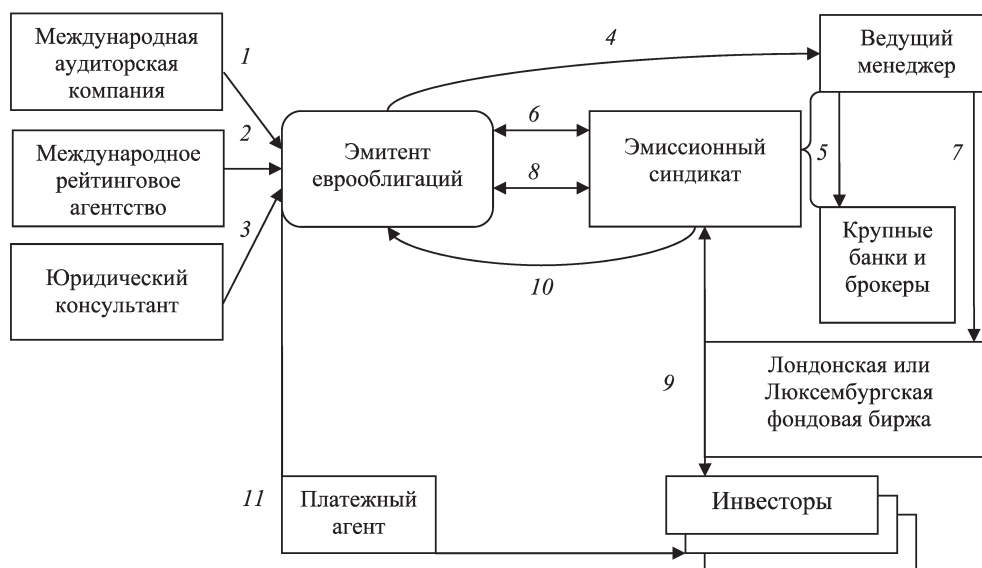 Международная
аудиторская
компания
1
4
Ведущий
менеджер
2
Международное
рейтинговое
агентство
Эмитент
еврооблигаций
6
8
Эмиссионный
синдикат
5
7
3
Юридический
консультант
10
Крупные
банки и
брокеры
9
Лондонская или
Люксембургская
фондовая биржа
11
Платежный
агент
Инвесторы